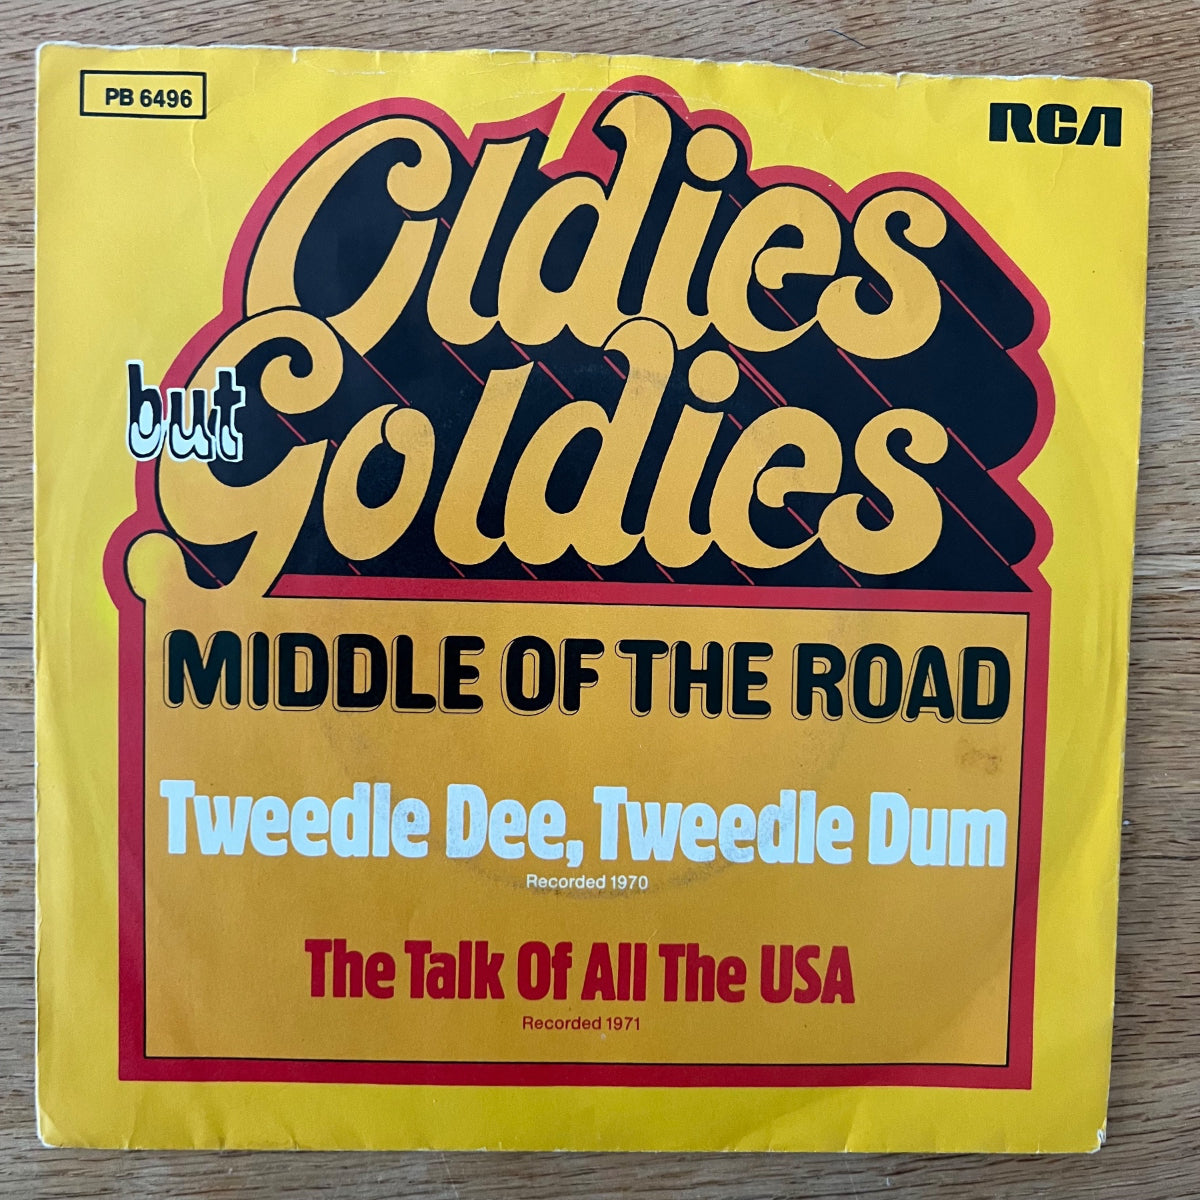 PB 6496
RCA
Oldies
but
Goldies
MIDDLE OF THE ROAD
Tweedle Dee, Tweedle Dum
Recorded 1970
The Talk Of All The USA
Recorded 1971